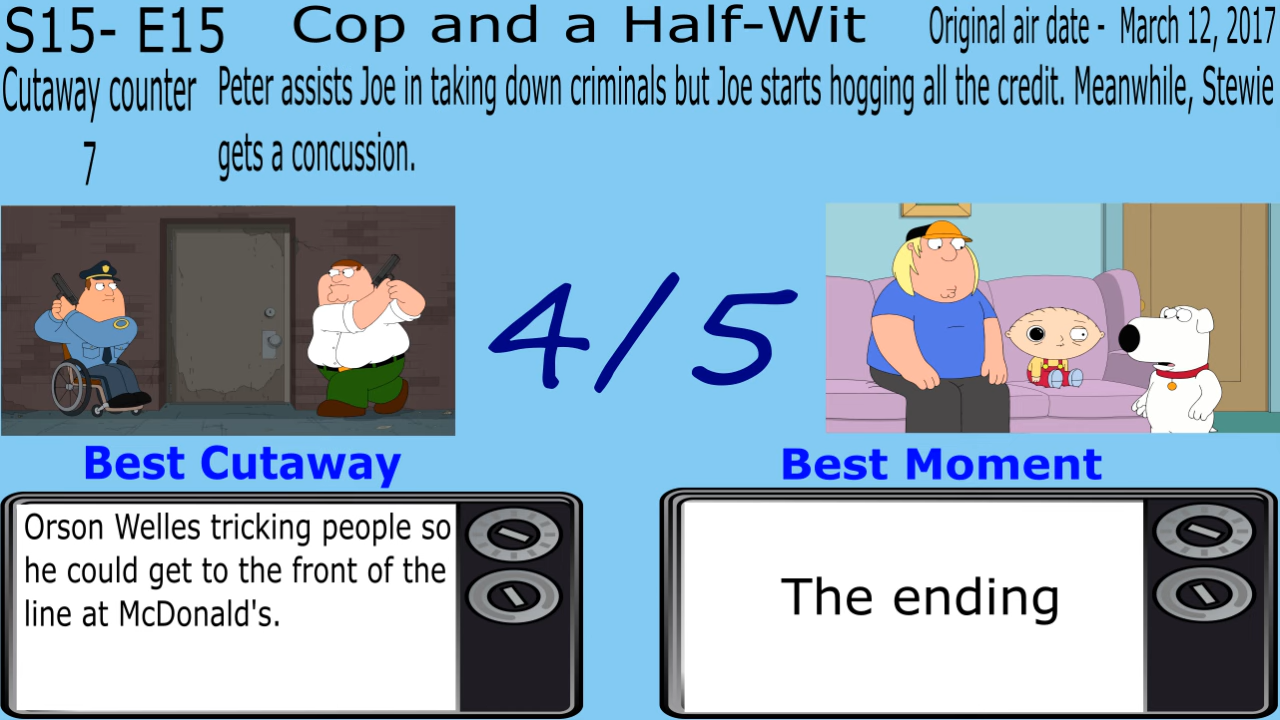 S15- E15
Cop and a Half-Wit
Original air date - March 12, 2017
Cutaway counter
7
Peter assists Joe in taking down criminals but Joe starts hogging all the credit. Meanwhile, Stewie
gets a concussion.
4/5
Best Cutaway
Best Moment
Orson Welles tricking people so
he could get to the front of the
line at McDonald's.
The ending